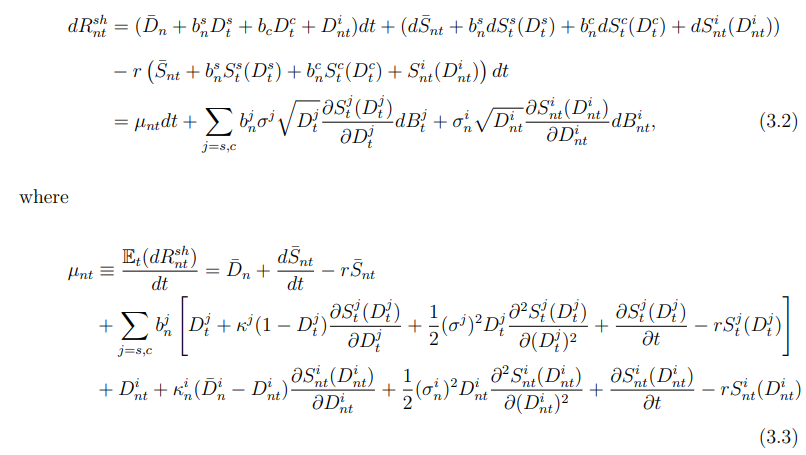 dR^{sh}_{nt} = (\bar{D}_n + b^s_n D^s_t + b_c D^c_t + D^i_{nt})dt + (d\bar{S}_{nt} + b^s_n dS^s_t(D^s_t) + b^c_n dS^c_t(D^c_t) + dS^i_{nt}(D^i_{nt}))
- r \left( \bar{S}_{nt} + b^s_n S^s_t(D^s_t) + b^c_n S^c_t(D^c_t) + S^i_{nt}(D^i_{nt}) \right) dt
= \mu_{nt} dt + \sum_{j=s,c} b^j_n \sigma^j \sqrt{D^j_t} \frac{\partial S^j_t(D^j_t)}{\partial D^j_t} dB^j_t + \sigma^i_n \sqrt{D^i_{nt}} \frac{\partial S^i_{nt}(D^i_{nt})}{\partial D^i_{nt}} dB^i_{nt}, (3.2)
where
\mu_{nt} \equiv \frac{\mathbb{E}_t(dR^{sh}_{nt})}{dt} = \bar{D}_n + \frac{d\bar{S}_{nt}}{dt} - r\bar{S}_{nt}
+ \sum_{j=s,c} b^j_n \left[ D^j_t + \kappa^j(1 - D^j_t) \frac{\partial S^j_t(D^j_t)}{\partial D^j_t} + \frac{1}{2}(\sigma^j)^2 D^j_t \frac{\partial^2 S^j_t(D^j_t)}{\partial (D^j_t)^2} + \frac{\partial S^j_t(D^j_t)}{\partial t} - rS^j_t(D^j_t) \right]
+ D^i_{nt} + \kappa^i_n(\bar{D}^i_n - D^i_{nt}) \frac{\partial S^i_{nt}(D^i_{nt})}{\partial D^i_{nt}} + \frac{1}{2}(\sigma^i_n)^2 D^i_{nt} \frac{\partial^2 S^i_{nt}(D^i_{nt})}{\partial (D^i_{nt})^2} + \frac{\partial S^i_{nt}(D^i_{nt})}{\partial t} - rS^i_{nt}(D^i_{nt})
(3.3)